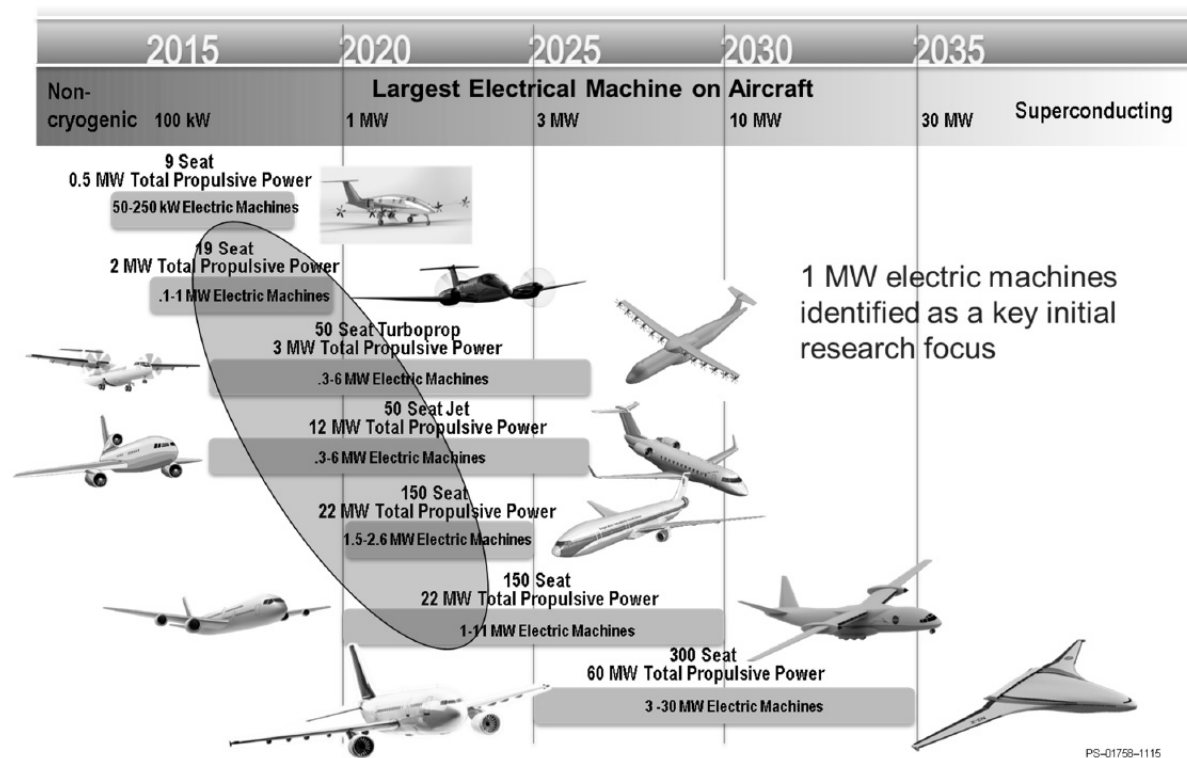 2015 2020 2025 2030 2035
Largest Electrical Machine on Aircraft
Non-
cryogenic 100 kW 1 MW 3 MW 10 MW 30 MW Superconducting
9 Seat
0.5 MW Total Propulsive Power
50-250 kW Electric Machines
19 Seat
2 MW Total Propulsive Power
.1-1 MW Electric Machines
1 MW electric machines
identified as a key initial
research focus
50 Seat Turboprop
3 MW Total Propulsive Power
.3-6 MW Electric Machines
50 Seat Jet
12 MW Total Propulsive Power
.3-6 MW Electric Machines
150 Seat
22 MW Total Propulsive Power
1.5-2.6 MW Electric Machines
150 Seat
22 MW Total Propulsive Power
1-11 MW Electric Machines
300 Seat
60 MW Total Propulsive Power
3 -30 MW Electric Machines
PS-01758-1115